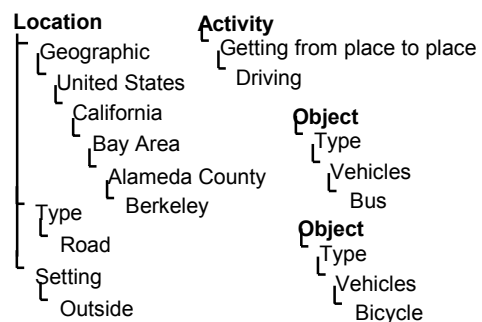 Location
Geographic
United States
California
Bay Area
Alameda County
Berkeley
Type
Road
Setting
Outside
Activity
Getting from place to place
Driving
Object
Type
Vehicles
Bus
Object
Type
Vehicles
Bicycle